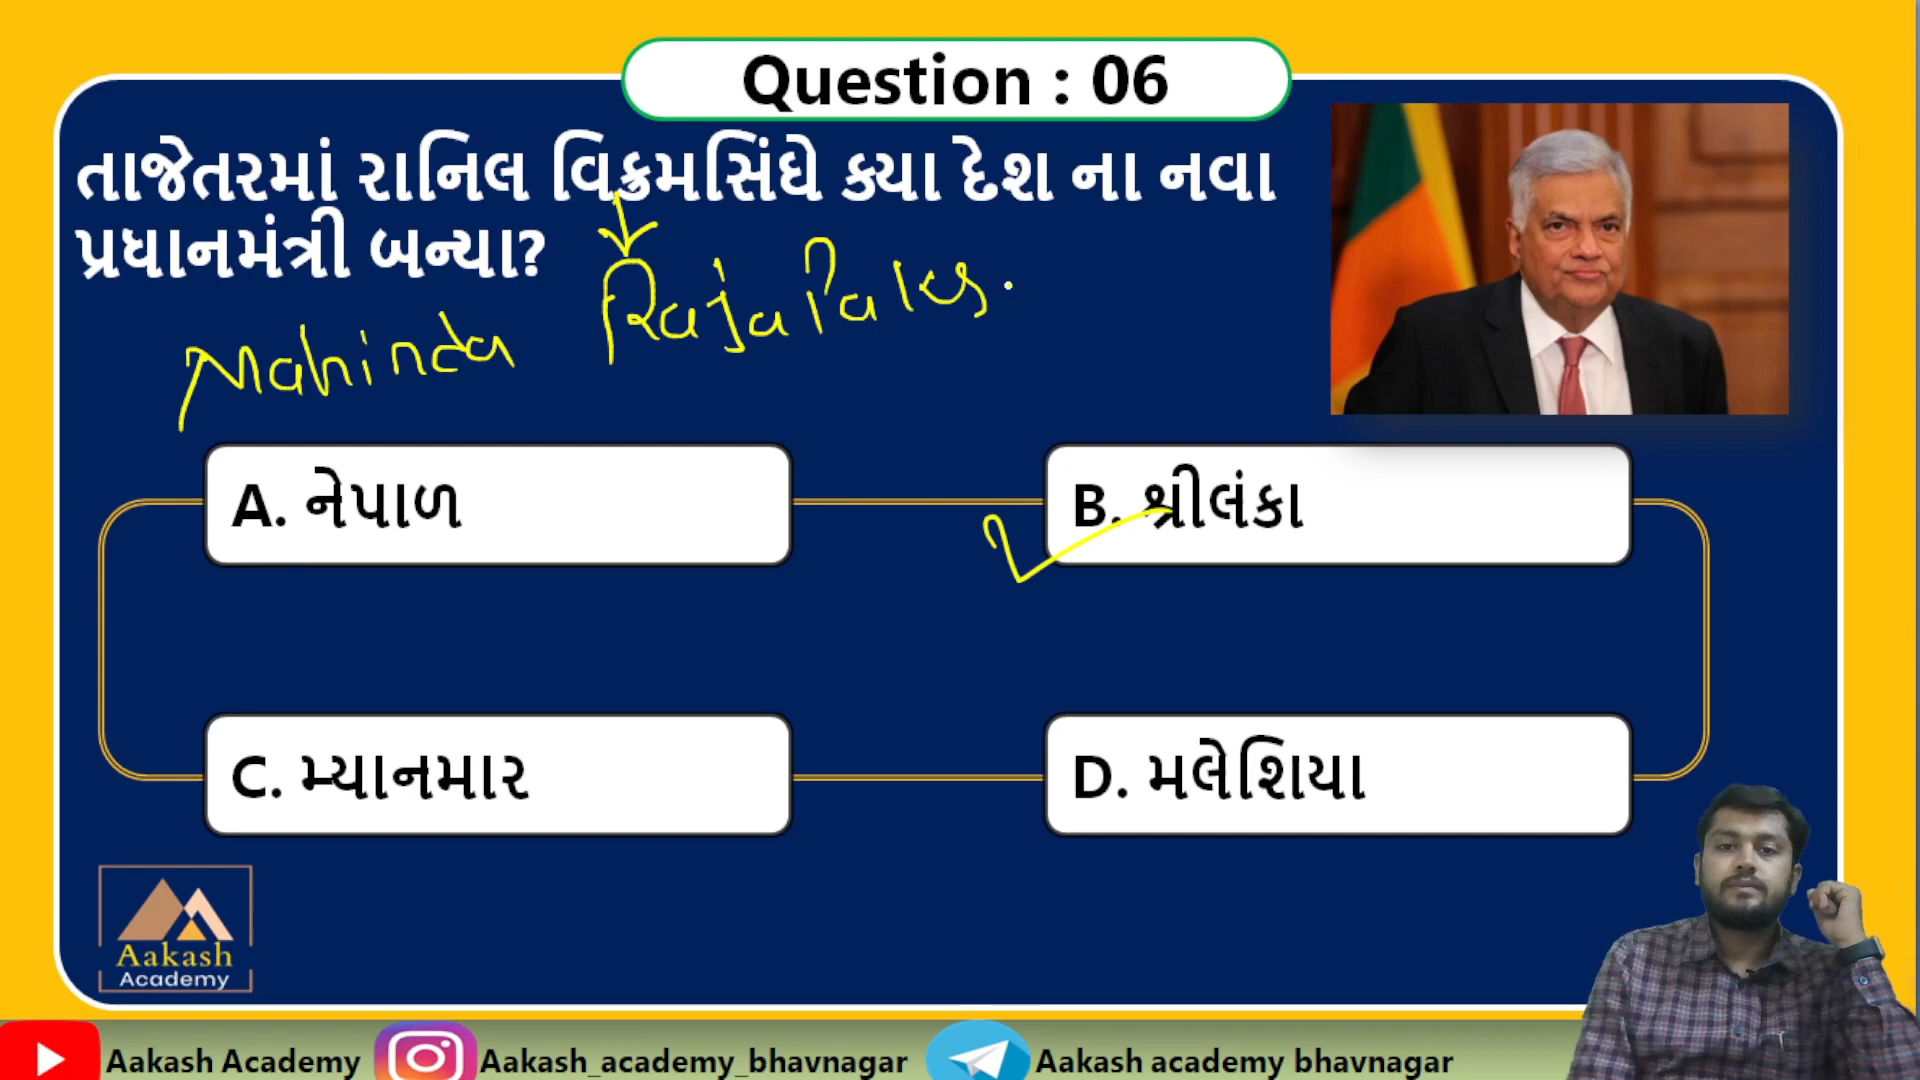 Question : 06
તાજેતરમાં રાનિલ વિક્રમસિંઘે ક્યા દેશ ના નવા
પ્રધાનમંત્રી બન્યા?
Mahinda RajaPaks.
A. નેપાળ
B. શ્રીલંકા
C. મ્યાનમાર
D. મલેશિયા
Aakash
Academy
Aakash Academy Aakash_academy_bhavnagar Aakash academy bhavnagar